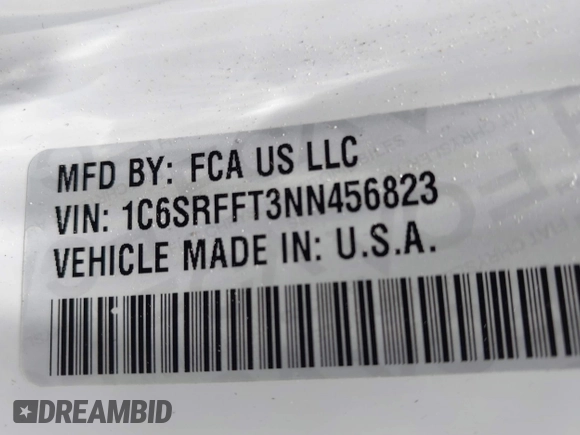 MFD BY: FCA US LLC
VIN: 1C6SRFFT3NN456823
VEHICLE MADE IN: U.S.A.
DREAMBID